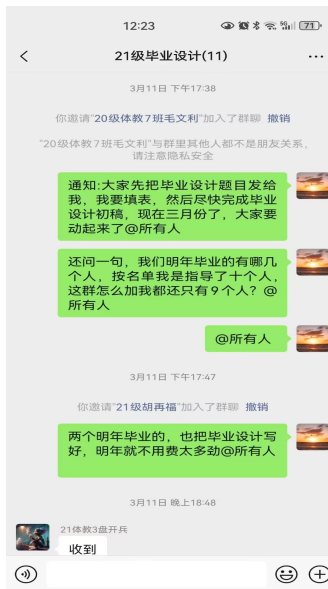 12:23
5G
71
21级毕业设计(11)
3月11日 下午17:38
你邀请"20级体教7班毛文利"加入了群聊 撤销
"20级体教7班毛文利"与群里其他人都不是朋友关系,
请注意隐私安全
通知:大家先把毕业设计题目发给
我，我要填表，然后尽快完成毕业
设计初稿，现在三月份了，大家要
动起来了@所有人
还问一句，我们明年毕业的有哪几
个人，按名单我是指导了十个人，
这群怎么加我都还只有9个人？@
所有人
@所有人
3月11日 下午17:47
你邀请"21级胡再福"加入了群聊 撤销
两个明年毕业的，也把毕业设计写
好，明年就不用费太多劲@所有人
3月11日 晚上18:48
21体教3盘开兵
收到